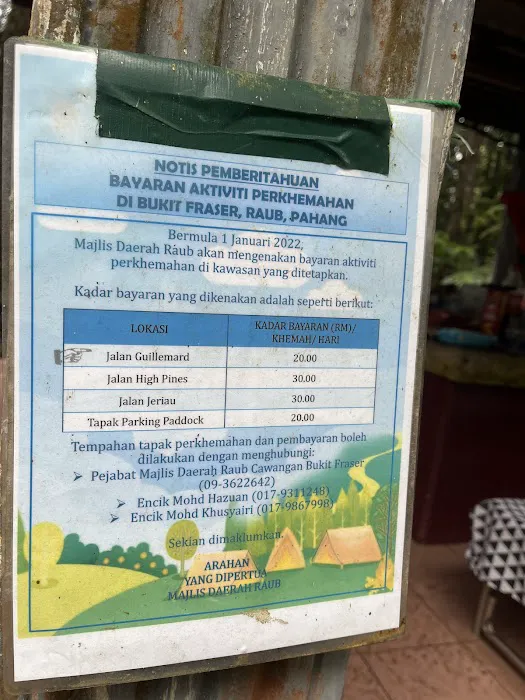 NOTIS PEMBERITAHUAN
BAYARAN AKTIVITI PERKHEMAHAN
DI BUKIT FRASER, RAUB, PAHANG
Bermula 1 Januari 2022,
Majlis Daerah Raub akan mengenakan bayaran aktiviti
perkhemahan di kawasan yang ditetapkan.
Kadar bayaran yang dikenakan adalah seperti berikut:
LOKASI KADAR BAYARAN (RM)/
KHEMAH/ HARI
Jalan Guillemard 20.00
Jalan High Pines 30.00
Jalan Jeriau 30.00
Tapak Parking Paddock 20.00
Tempahan tapak perkhemahan dan pembayaran boleh
dilakukan dengan menghubungi:
➢ Pejabat Majlis Daerah Raub Cawangan Bukit Fraser
(09-3622642)
➢ Encik Mohd Hazuan (017-9311248)
➢ Encik Mohd Khusyairi (017-9867998)
Sekian dimaklumkan.
ARAHAN
YANG DIPERTUA
MAJLIS DAERAH RAUB